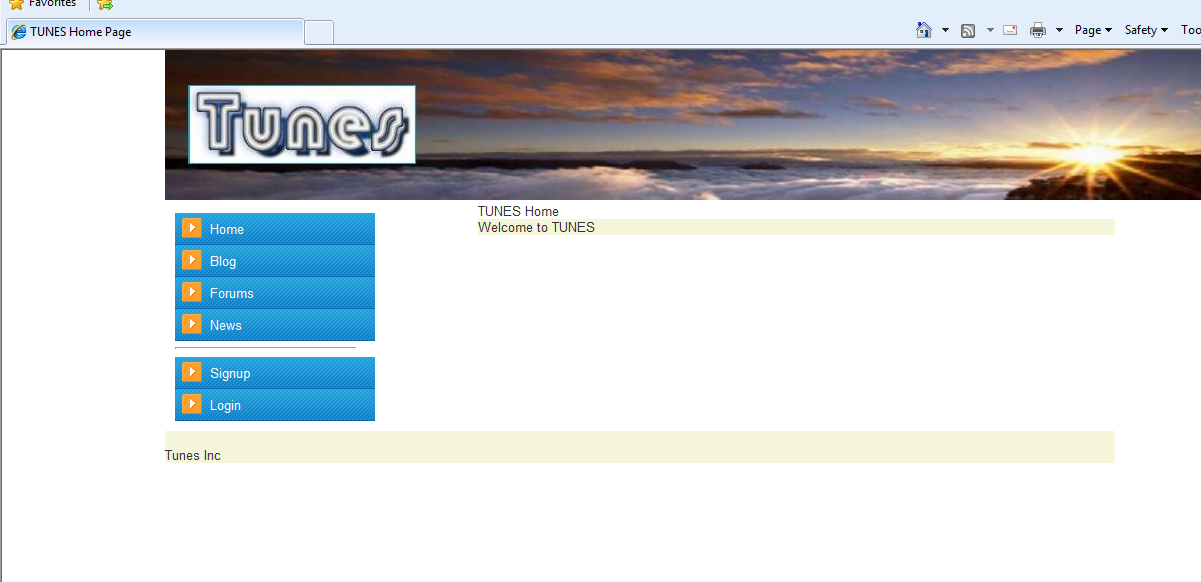 Favorites
TUNES Home Page
Page
Safety
Too
Tunes
TUNES Home
Welcome to TUNES
Home
Blog
Forums
News
Signup
Login
Tunes Inc